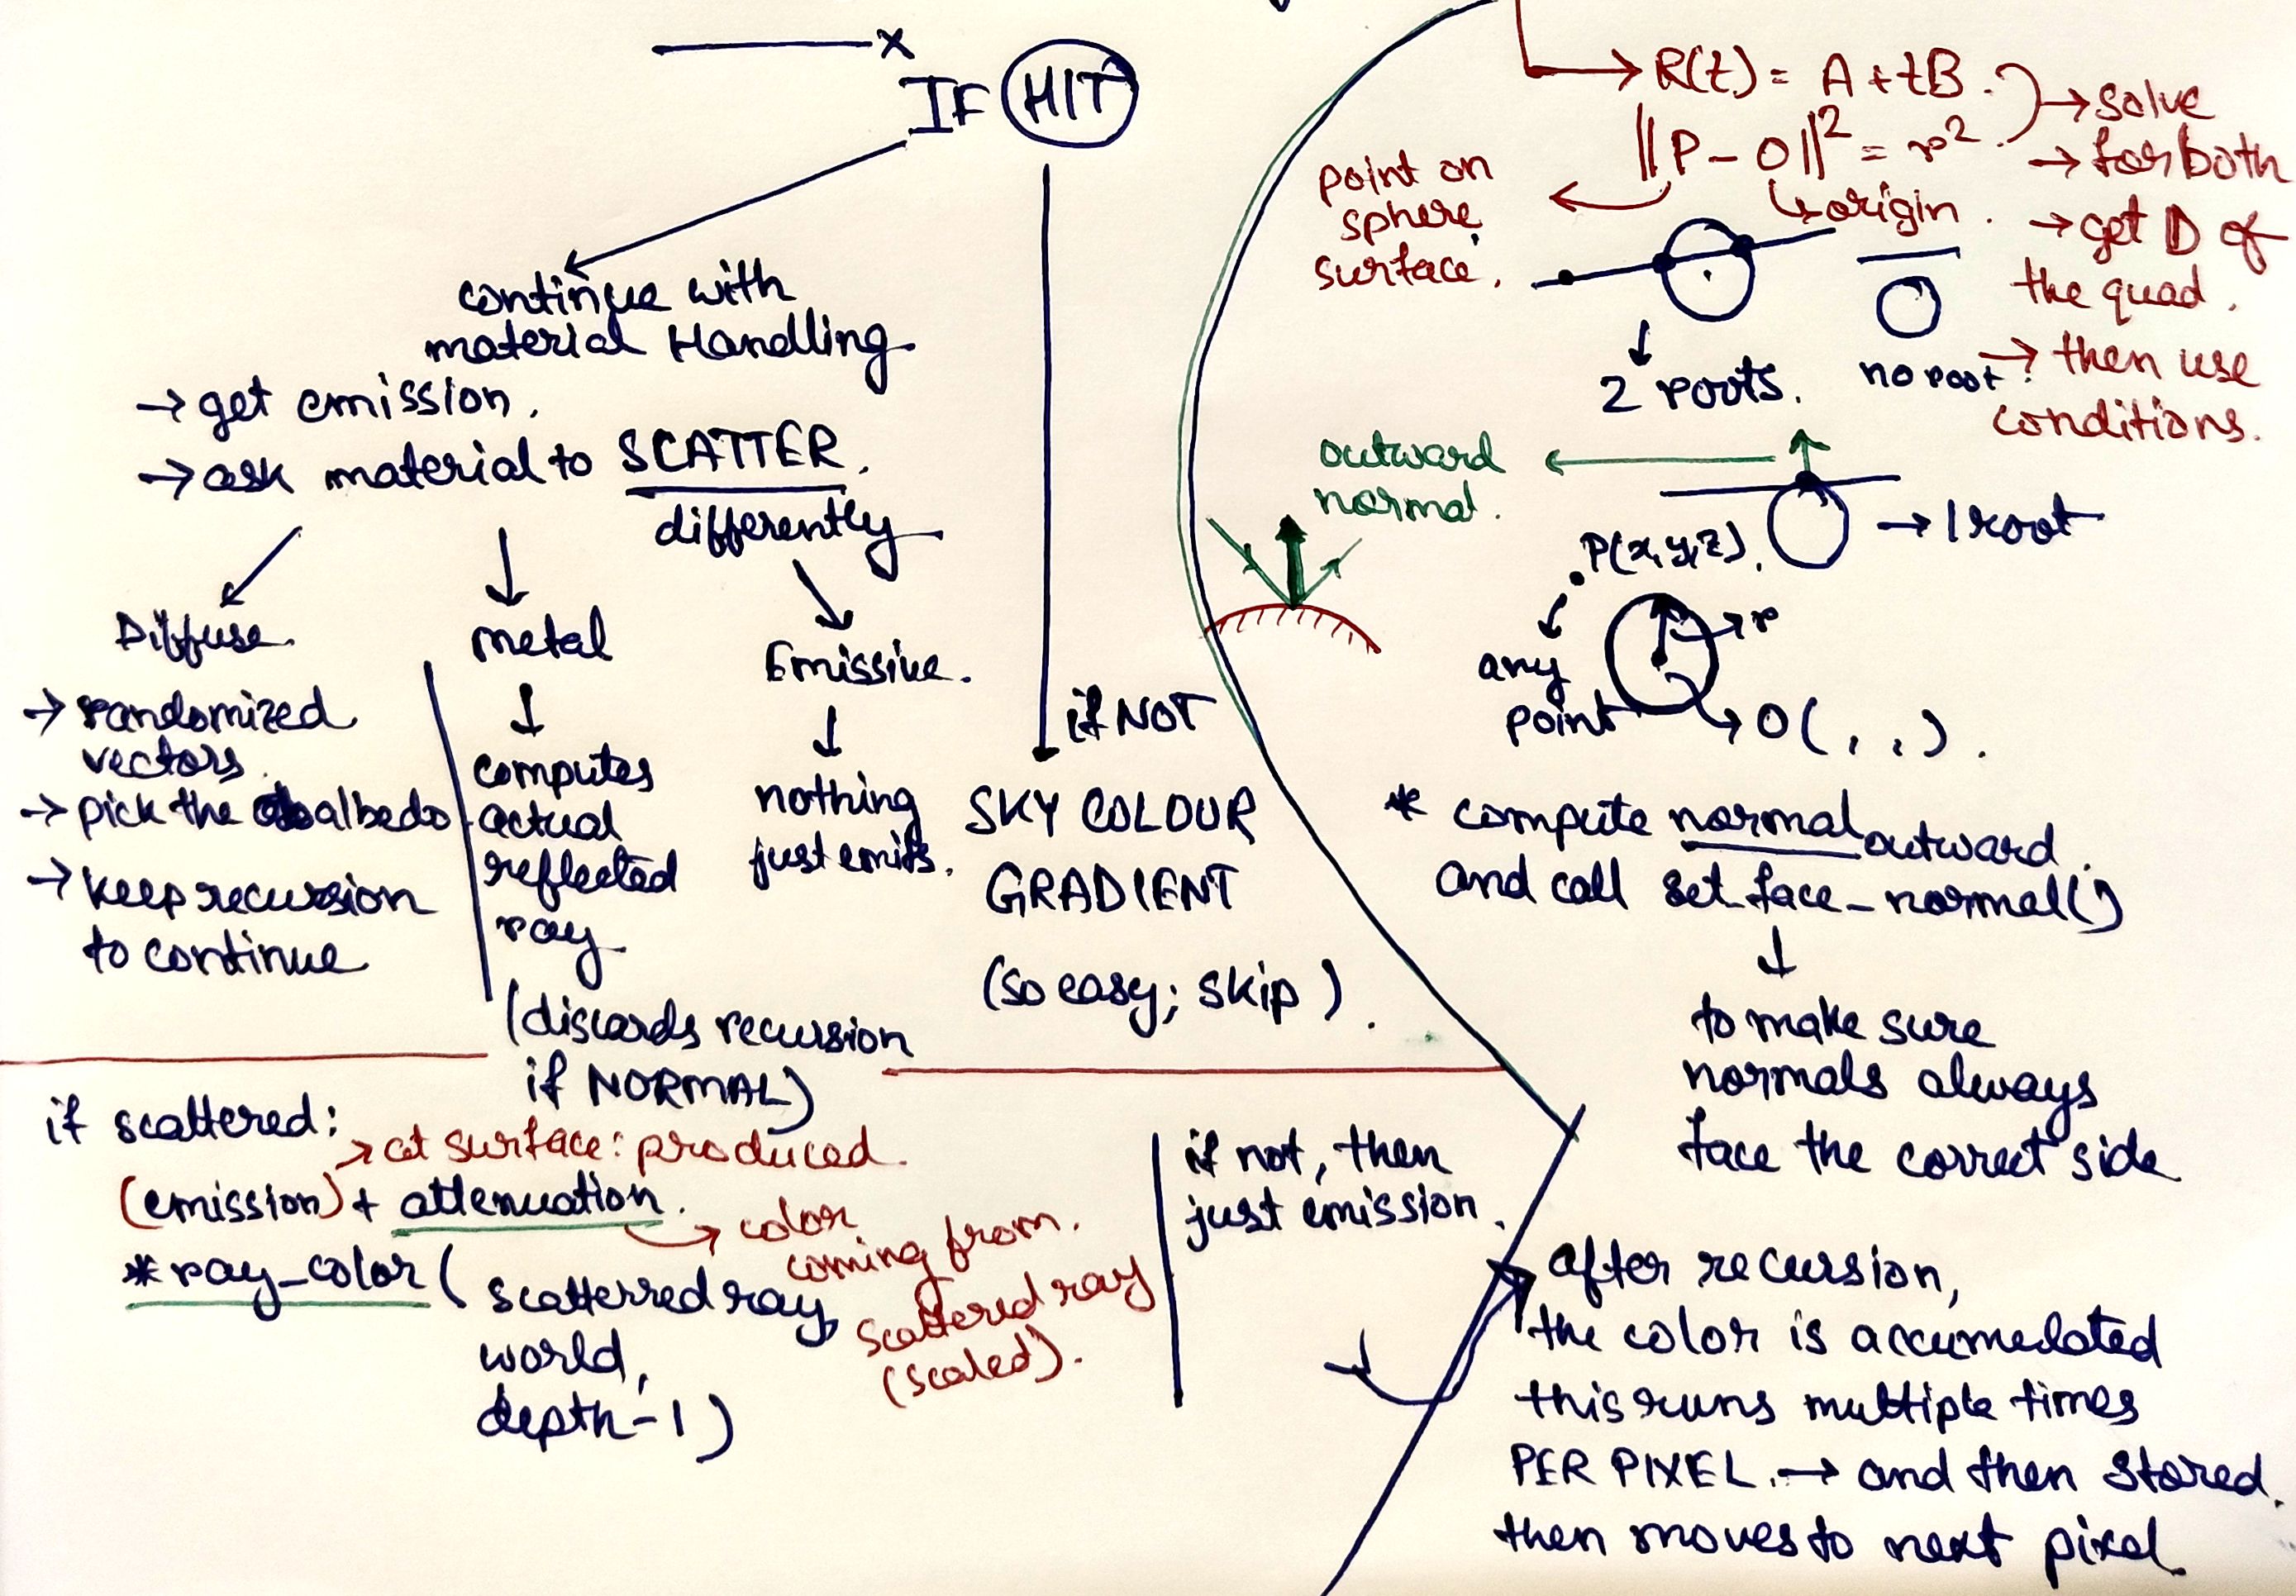 x
IF HIT
continue with
material Handling
→ get emission.
→ ask material to SCATTER.
differently
Diffuse.
→ randomized
vectors.
→ pick the albedo
→ keep recursion
to continue
metal
↓
computes
actual
reflected
ray
(discards recursion
if NORMAL)
Emissive.
↓
nothing
just emits.
if NOT
SKY COLOUR
GRADIENT
(so easy; skip).
if scattered:
→ at surface: produced.
(emission) + attenuation.
→ color
coming from.
scattered ray
(scaled).
*ray_color(
scatterred ray,
world,
depth-1)
if not, then
just emission.
→ R(t) = A + tB.
||P - O||² = r².
→ solve
→ for both
→ get D of
the quad.
→ then use
conditions.
point on
sphere
surface.
origin.
2 roots.
no root.
outward
normal.
→ 1 root
P(x,y,z).
any
point
→ r
→ O( , , ).
* compute normal outward.
and call set_face_normal()
↓
to make sure
normals always
face the correct side
after recursion,
the color is accumulated
this runs multiple times
PER PIXEL. → and then stored.
then moves to next pixel